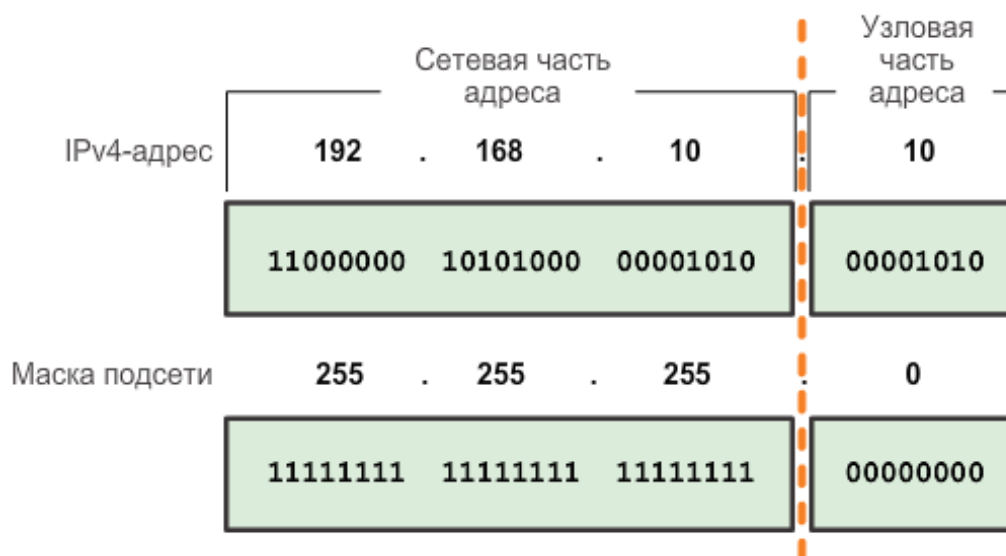 Сетевая часть
адреса
Узловая
часть
адреса
IPv4-адрес 192 . 168 . 10 . 10
11000000 10101000 00001010 00001010
Маска подсети 255 . 255 . 255 . 0
11111111 11111111 11111111 00000000